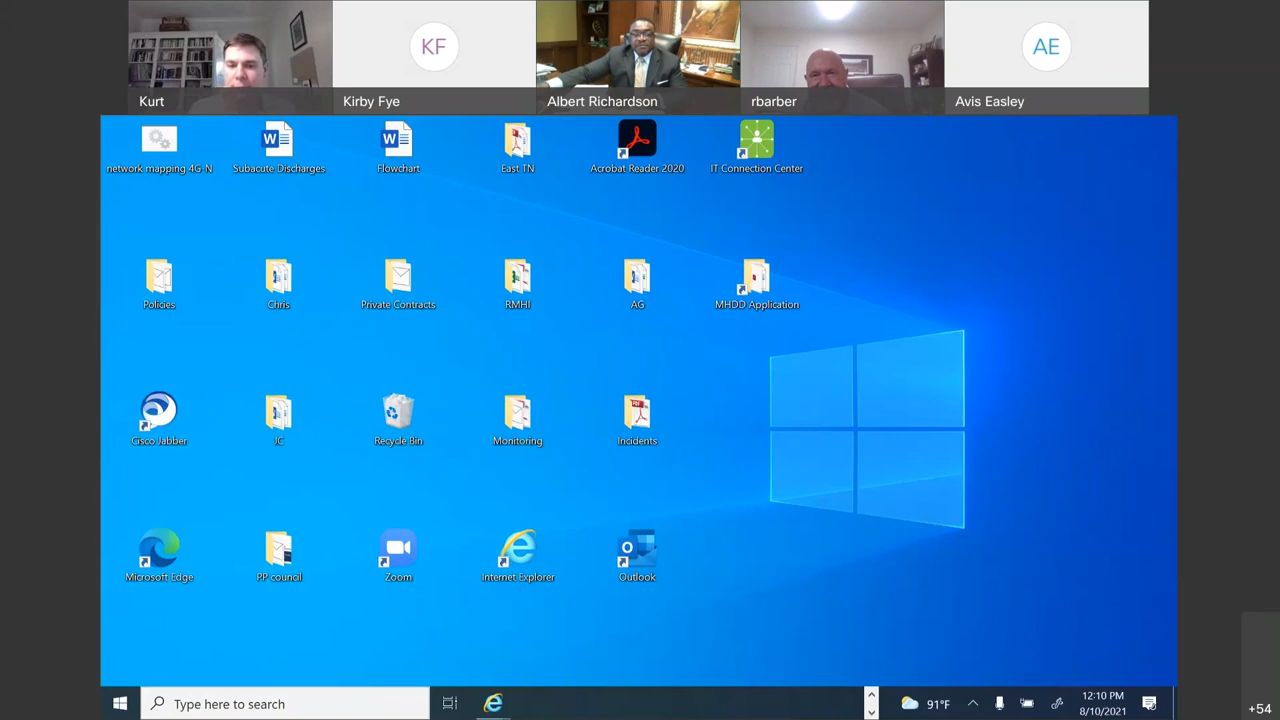 KF
AE
Kurt
Kirby Fye
Albert Richardson
rbarber
Avis Easley
network mapping 4G-N
Subacute Discharges
Flowchart
East TN
Acrobat Reader 2020
IT Connection Center
Policies
Chris
Private Contracts
RMHI
AG
MHDD Application
Cisco Jabber
JC
Recycle Bin
Monitoring
Incidents
Microsoft Edge
PP council
Zoom
Internet Explorer
Outlook
Type here to search
91°F
12:10 PM
8/10/2021
+54